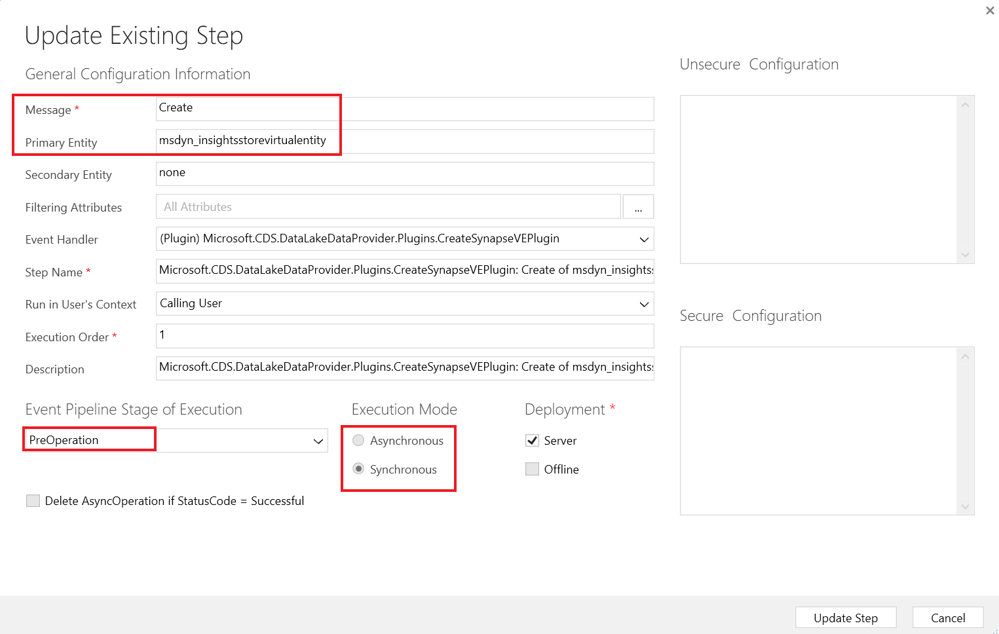 Update Existing Step
General Configuration Information
Message *
Create
Primary Entity
msdyn_insightsstorevirtualentity
Secondary Entity
none
Filtering Attributes
All Attributes
...
Event Handler
(Plugin) Microsoft.CDS.DataLakeDataProvider.Plugins.CreateSynapseVEPlugin
Step Name *
Microsoft.CDS.DataLakeDataProvider.Plugins.CreateSynapseVEPlugin: Create of msdyn_insights
Run in User's Context
Calling User
Execution Order *
1
Description
Microsoft.CDS.DataLakeDataProvider.Plugins.CreateSynapseVEPlugin: Create of msdyn_insights
Event Pipeline Stage of Execution
PreOperation
Execution Mode
Asynchronous
Synchronous
Deployment *
Server
Offline
Delete AsyncOperation if StatusCode = Successful
Unsecure Configuration
Secure Configuration
Update Step
Cancel